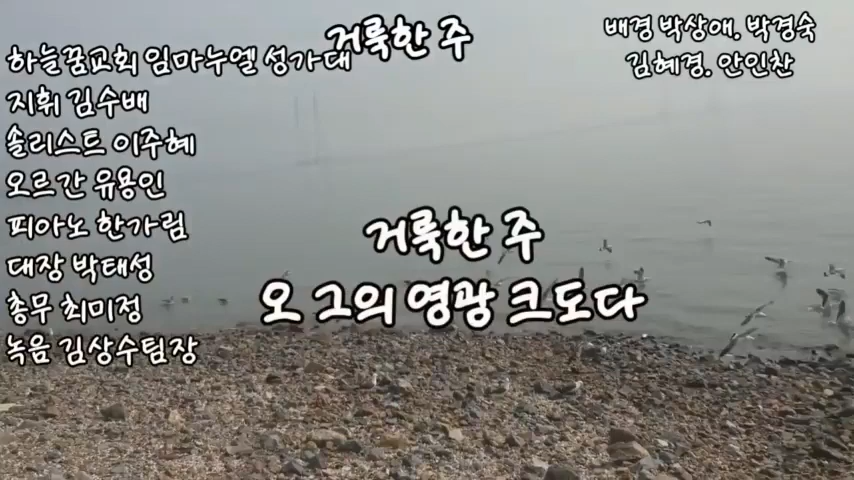 거룩한 주
하늘꿈교회 임마누엘 성가대
지휘 김수배
솔리스트 이주혜
오르간 유용인
피아노 한가림
대장 박태성
총무 최미정
녹음 김상수팀장
배경 박상애. 박경숙
김혜경. 안인찬
거룩한 주
오 그의 영광 크도다